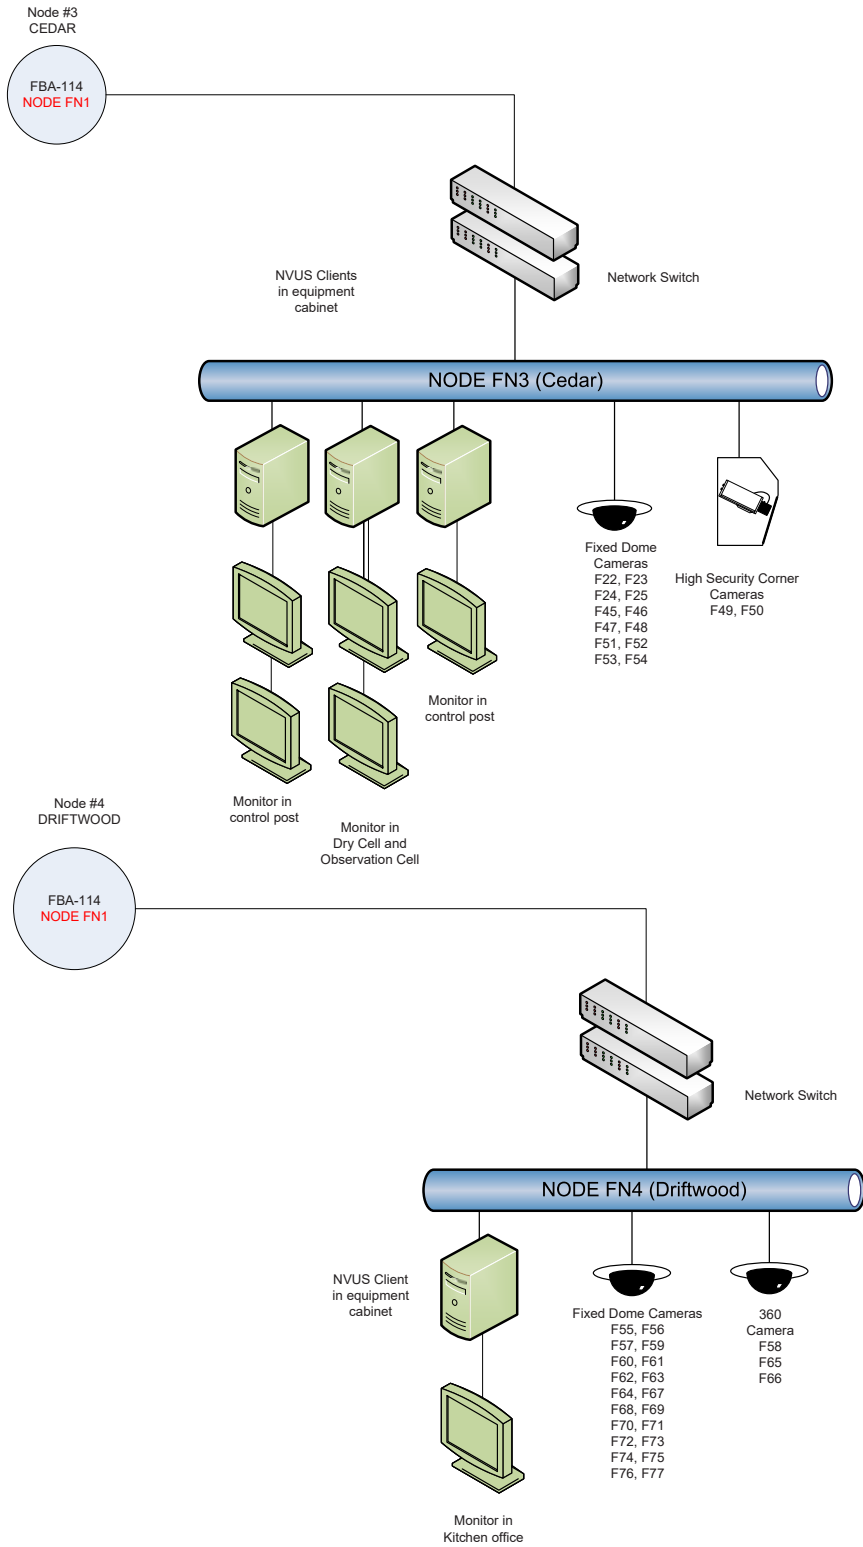 Node #3
CEDAR
FBA-114
NODE FN1
NVUS Clients
in equipment
cabinet
Network Switch
NODE FN3 (Cedar)
Fixed Dome
Cameras
F22, F23
F24, F25
F45, F46
F47, F48
F51, F52
F53, F54
High Security Corner
Cameras
F49, F50
Monitor in
control post
Monitor in
control post
Monitor in
Dry Cell and
Observation Cell
Node #4
DRIFTWOOD
FBA-114
NODE FN1
Network Switch
NODE FN4 (Driftwood)
NVUS Client
in equipment
cabinet
Fixed Dome Cameras
F55, F56
F57, F59
F60, F61
F62, F63
F64, F67
F68, F69
F70, F71
F72, F73
F74, F75
F76, F77
360
Camera
F58
F65
F66
Monitor in
Kitchen office